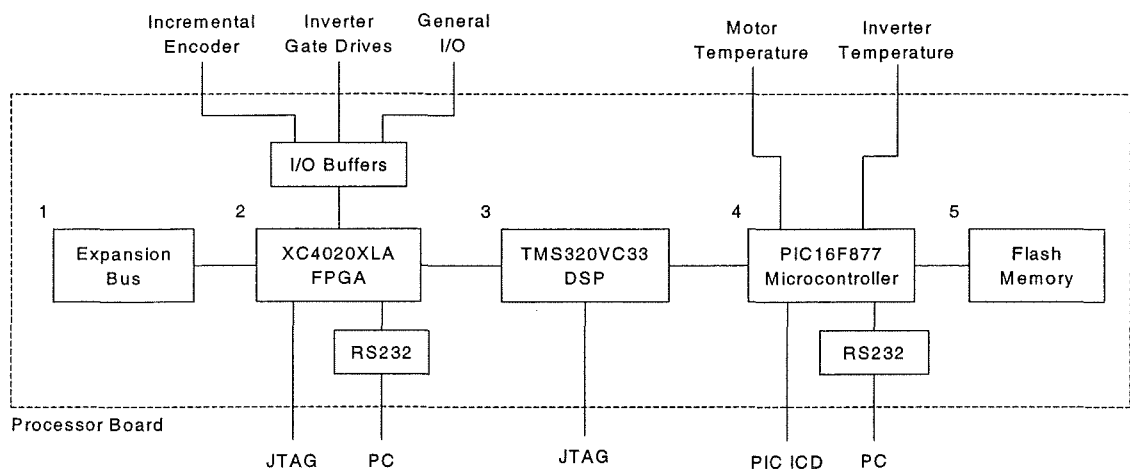 Incremental
Encoder
Inverter
Gate Drives
General
I/O
Motor
Temperature
Inverter
Temperature
I/O Buffers
1
2
3
4
5
Expansion
Bus
XC4020XLA
FPGA
TMS320VC33
DSP
PIC16F877
Microcontroller
Flash
Memory
RS232
RS232
Processor Board
JTAG
PC
JTAG
PIC ICD
PC